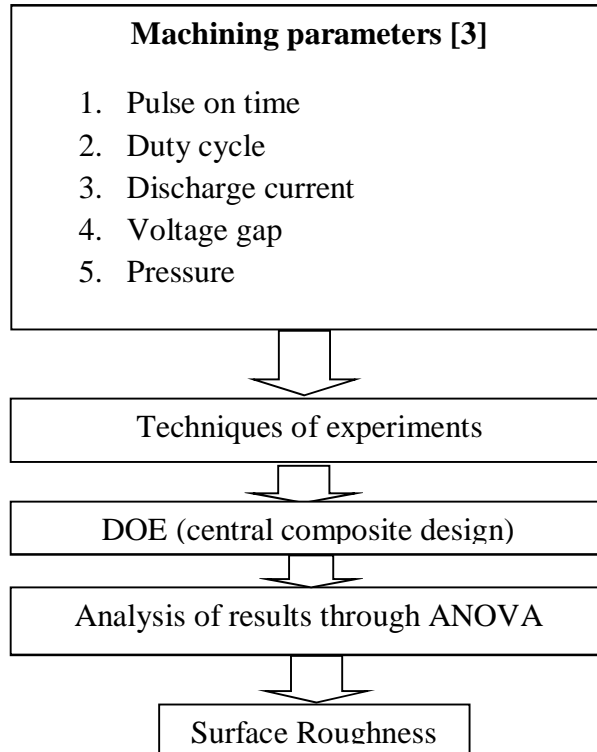 Machining parameters [3]
1. Pulse on time
2. Duty cycle
3. Discharge current
4. Voltage gap
5. Pressure
Techniques of experiments
DOE (central composite design)
Analysis of results through ANOVA
Surface Roughness